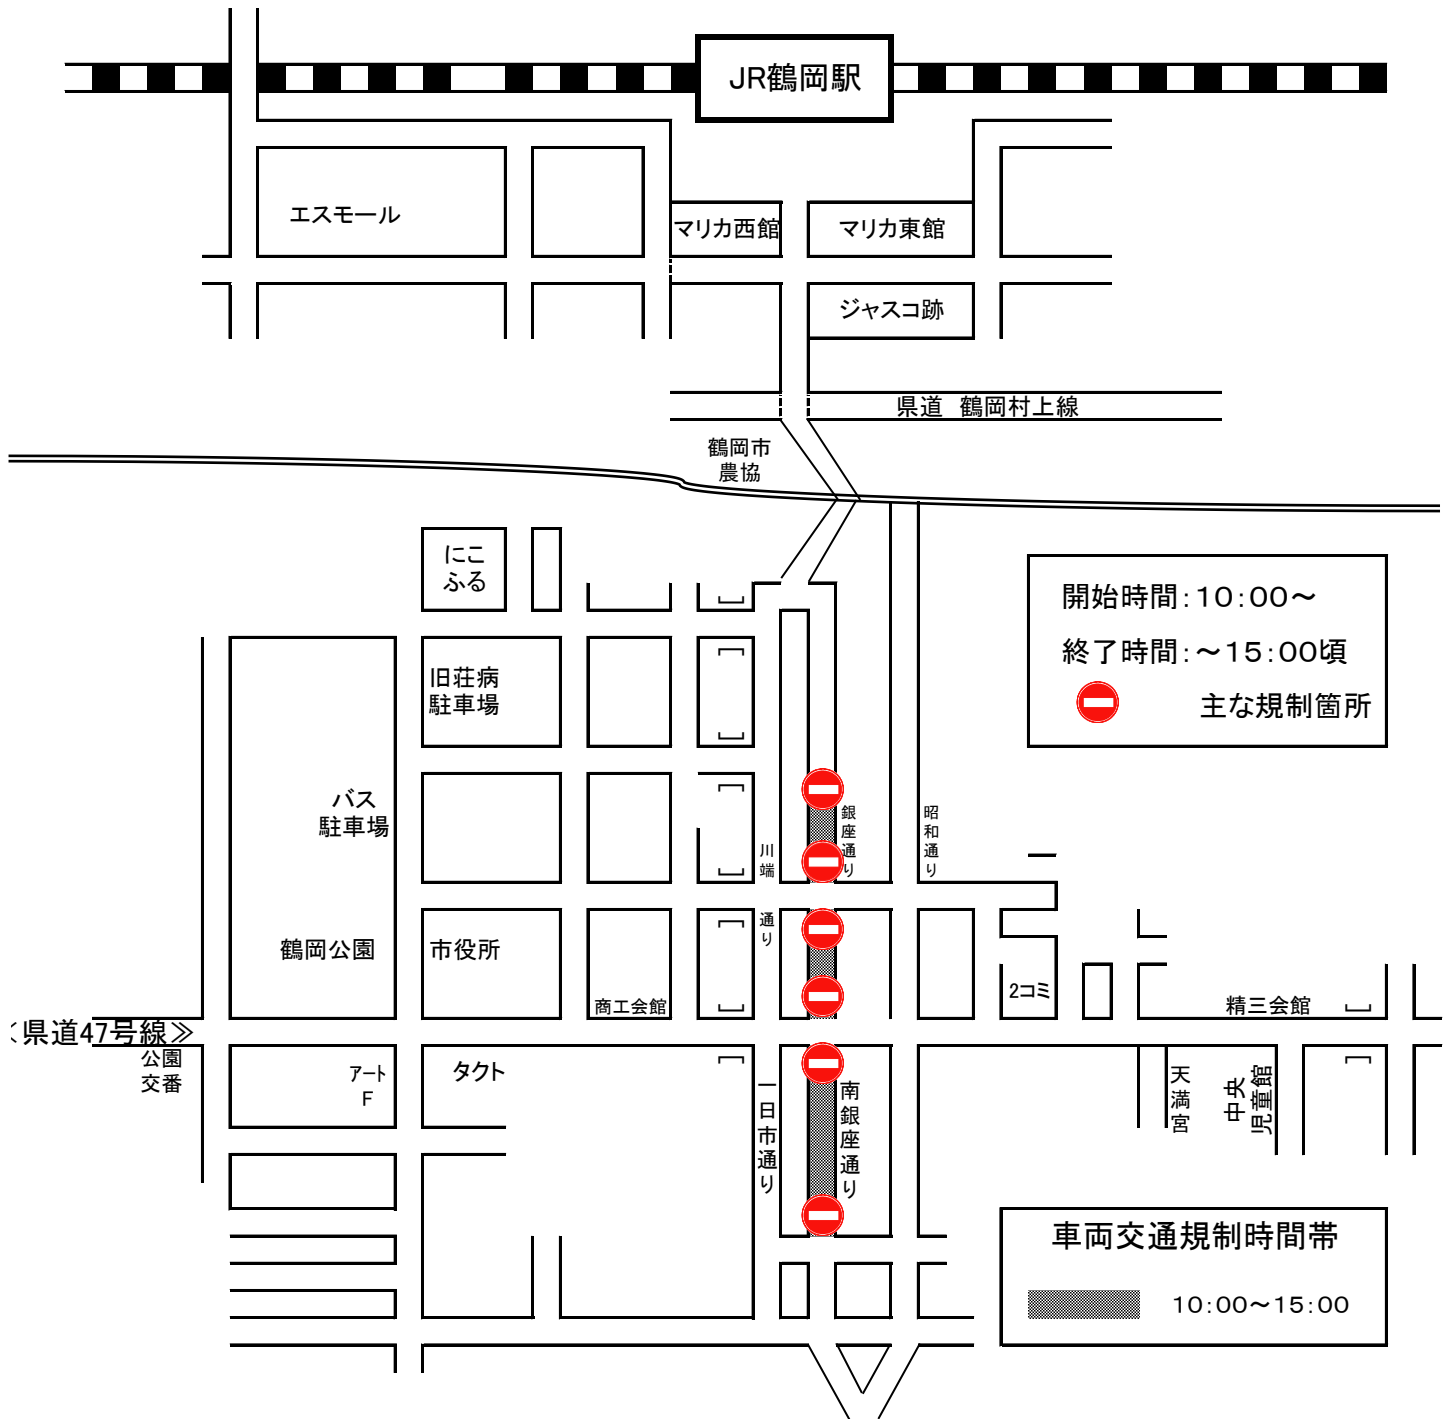 JR鶴岡駅
エスモール
マリカ西館
マリカ東館
ジャスコ跡
県道　鶴岡村上線
鶴岡市
農協
にこ
ふる
開始時間：10：00～
終了時間：～15：00頃
主な規制箇所
旧荘病
駐車場
バス
駐車場
川端　通り
銀座通り
昭和通り
鶴岡公園
市役所
商工会館
2コミ
精三会館
〈県道47号線≫
公園
交番
アート
F
タクト
一日市通り
南銀座通り
天満宮
中央
児童館
車両交通規制時間帯
10：00～15：00